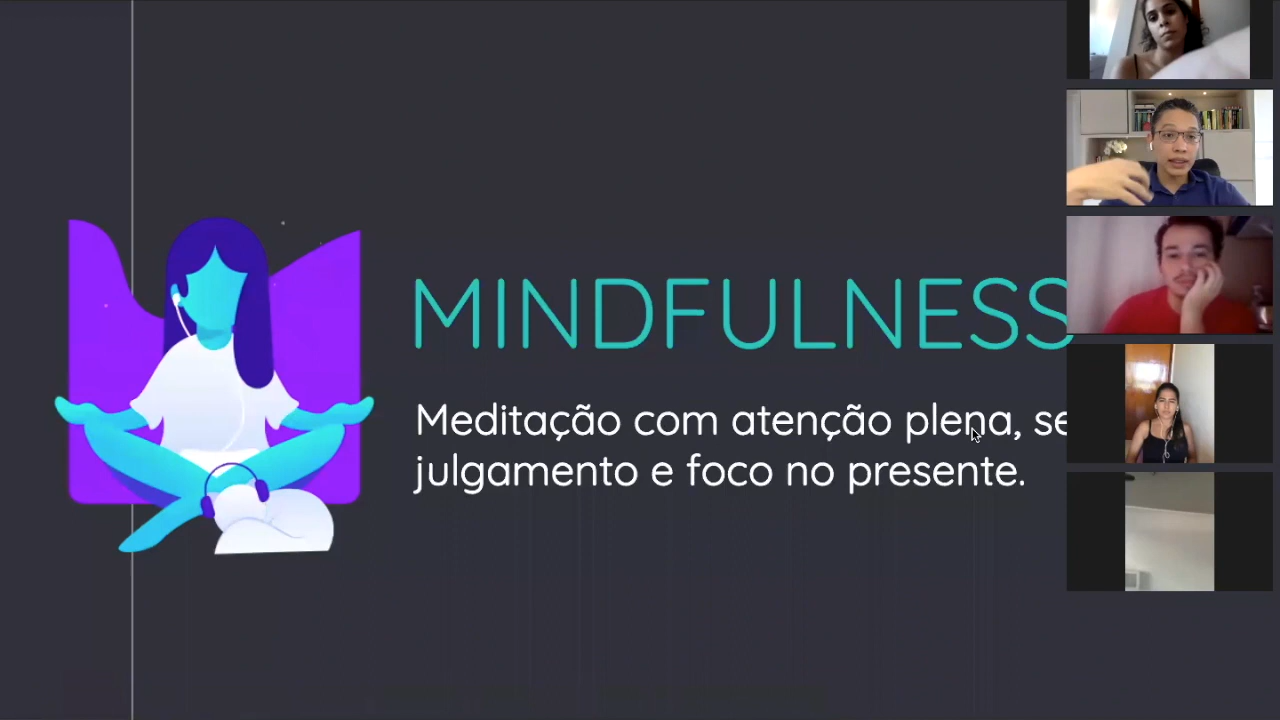 MINDFULNESS
Meditação com atenção plena, se
julgamento e foco no presente.